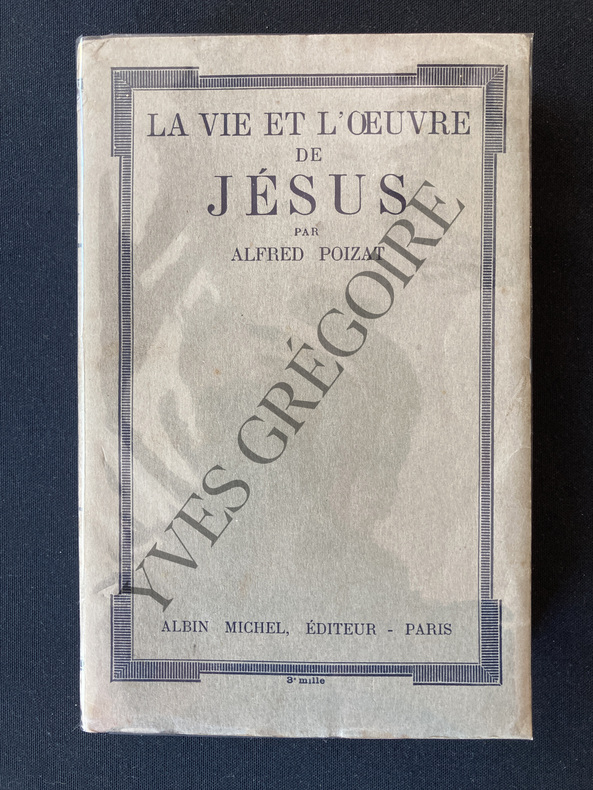 LA VIE ET L'ŒUVRE
DE
JÉSUS
PAR
ALFRED POIZAT
YVES GRÉGOIRE
ALBIN MICHEL, ÉDITEUR - PARIS
3e mille